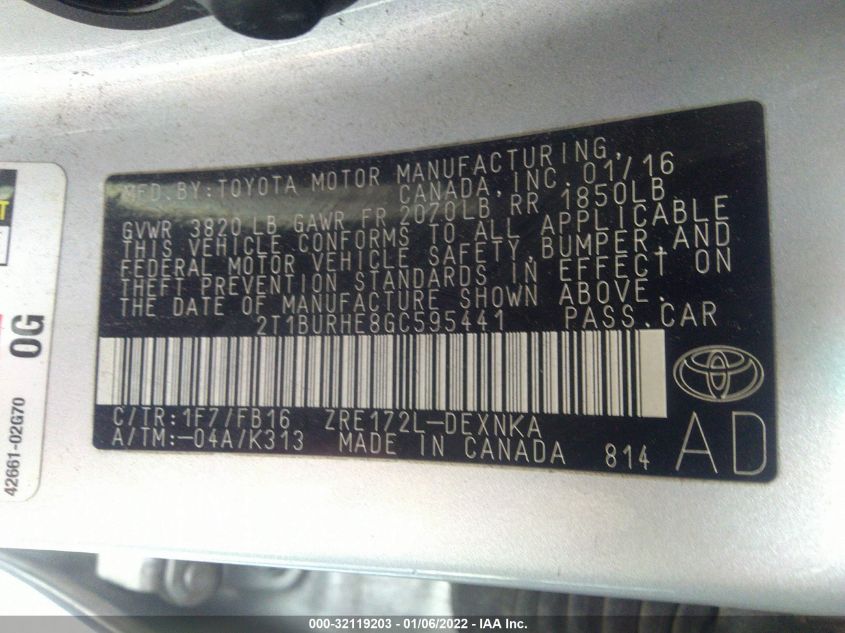 MFD.BY:TOYOTA MOTOR MANUFACTURING,
CANADA,INC. 01/16
GVWR 3820 LB GAWR FR 2070LB RR 1850LB
THIS VEHICLE CONFORMS TO ALL APPLICABLE
FEDERAL MOTOR VEHICLE SAFETY,BUMPER,AND
THEFT PREVENTION STANDARDS IN EFFECT ON
THE DATE OF MANUFACTURE SHOWN ABOVE.
2T1BURHE8GC595441 PASS.CAR
C/TR:1F7/FB16 ZRE172L-DEXNKA
A/TM:-04A/K313 MADE IN CANADA 814
AD
0G
42661-02G70
000-32119203 - 01/06/2022 - IAA Inc.